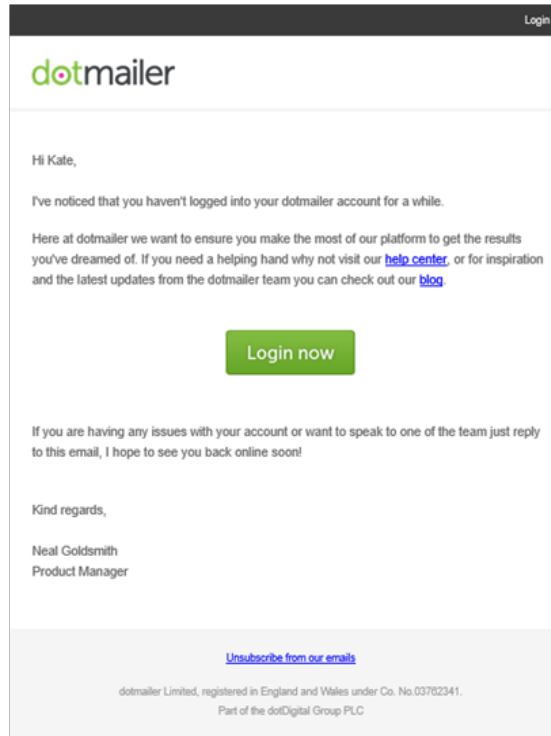 Login
dotmailer
Hi Kate,
I've noticed that you haven't logged into your dotmailer account for a while.
Here at dotmailer we want to ensure you make the most of our platform to get the results
you've dreamed of. If you need a helping hand why not visit our help center, or for inspiration
and the latest updates from the dotmailer team you can check out our blog.
Login now
If you are having any issues with your account or want to speak to one of the team just reply
to this email, I hope to see you back online soon!
Kind regards,
Neal Goldsmith
Product Manager
Unsubscribe from our emails
dotmailer Limited, registered in England and Wales under Co. No.03762341.
Part of the dotDigital Group PLC